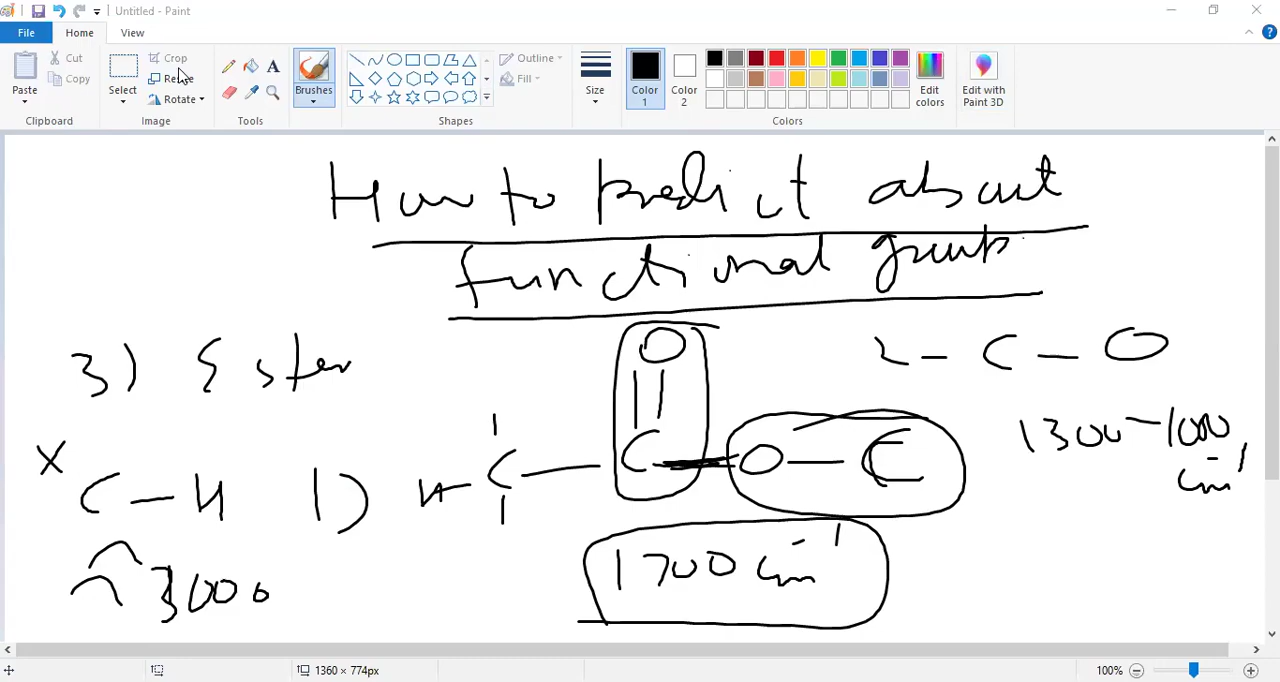 Untitled - Paint
File Home View
Paste Cut Copy Clipboard
Select Crop Resize Rotate Image
Tools
Brushes
Outline Fill Shapes
Size
Color 1 Color 2 Edit colors Colors
Edit with Paint 3D
How to predict about
functional group
3) Ester
O
2 - C - O
1300-1000
cm-1
X
C - H 1) H - C - C - O - C
≈ 3000
1700 cm-1
1360 × 774px 100%